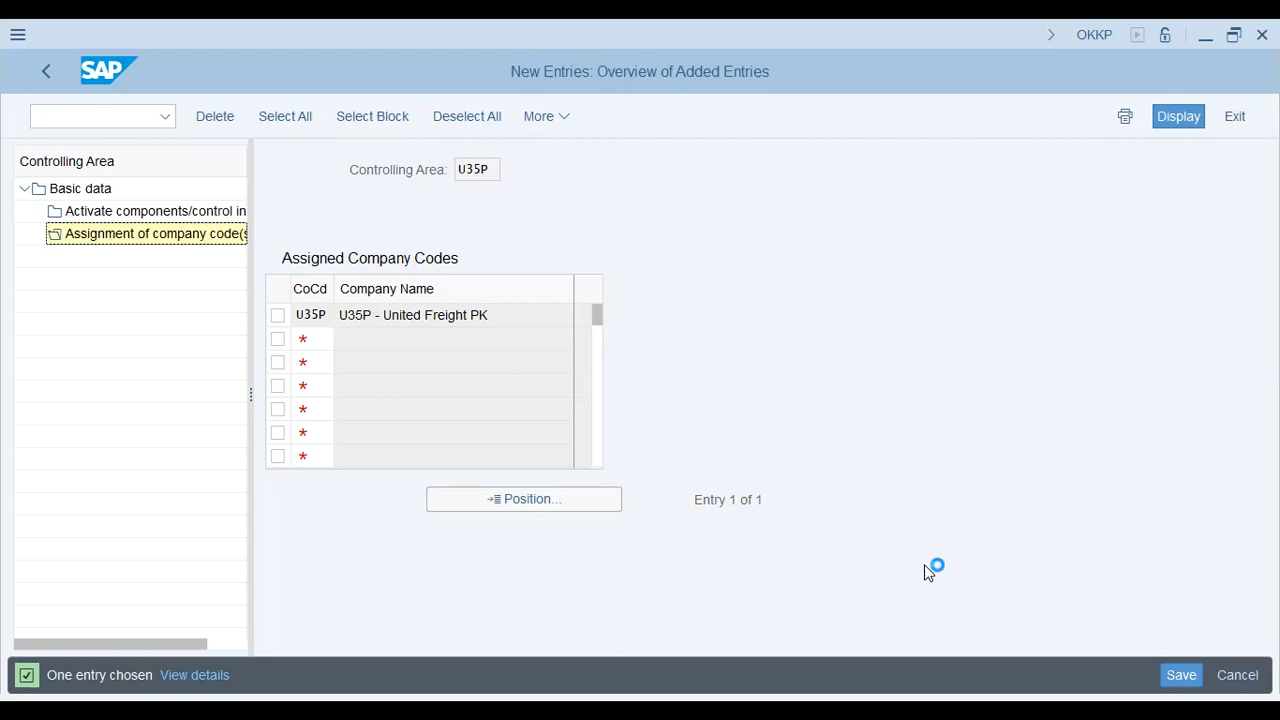 OKKP
SAP
New Entries: Overview of Added Entries
Delete Select All Select Block Deselect All More Display Exit
Controlling Area
Basic data
Activate components/control in
Assignment of company code(s
Controlling Area: U35P
Assigned Company Codes
CoCd Company Name
U35P U35P - United Freight PK
*
*
*
*
*
*
Position... Entry 1 of 1
One entry chosen View details Save Cancel